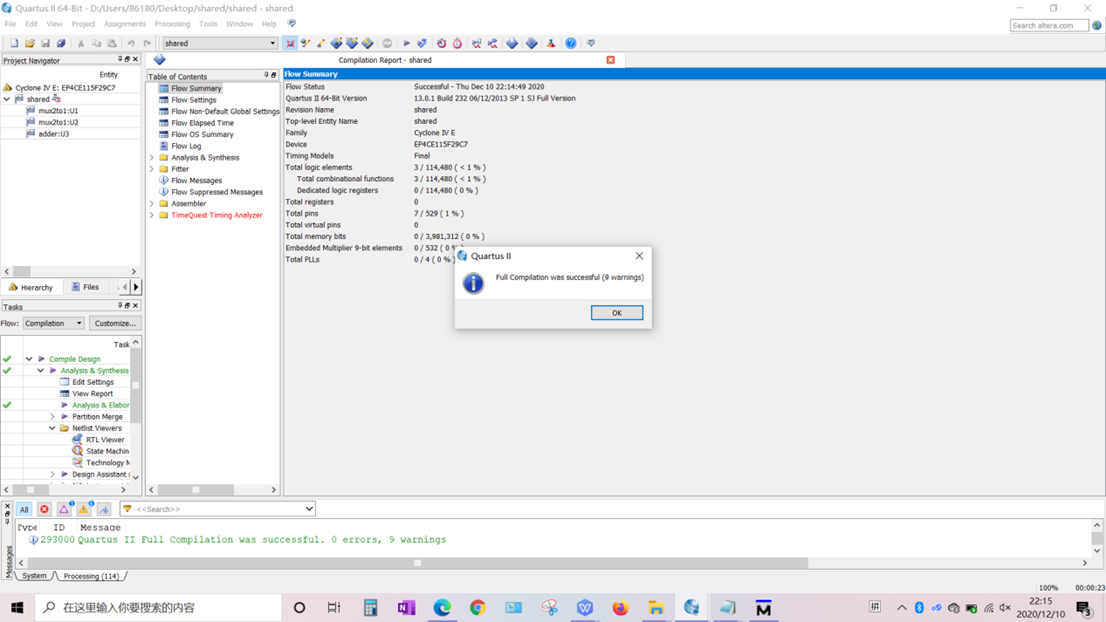 Quartus II 64-Bit - D:/Users/86180/Desktop/shared/shared - shared
File Edit View Project Assignments Processing Tools Window Help
Search altera.com
shared
Project Navigator
Entity
Cyclone IV E: EP4CE115F29C7
shared
mux2to1:U1
mux2to1:U2
adder:U3
Hierarchy Files
Tasks
Flow: Compilation Customize...
Task
Compile Design
Analysis & Synthesis
Edit Settings
View Report
Analysis & Elabor
Partition Merge
Netlist Viewers
RTL Viewer
State Machin
Technology M
Design Assistant (
Compilation Report - shared
Table of Contents
Flow Summary
Flow Settings
Flow Non-Default Global Settings
Flow Elapsed Time
Flow OS Summary
Flow Log
Analysis & Synthesis
Fitter
Flow Messages
Flow Suppressed Messages
Assembler
TimeQuest Timing Analyzer
Flow Summary
Flow Status Successful - Thu Dec 10 22:14:49 2020
Quartus II 64-Bit Version 13.0.1 Build 232 06/12/2013 SP 1 SJ Full Version
Revision Name shared
Top-level Entity Name shared
Family Cyclone IV E
Device EP4CE115F29C7
Timing Models Final
Total logic elements 3 / 114,480 ( < 1 % )
Total combinational functions 3 / 114,480 ( < 1 % )
Dedicated logic registers 0 / 114,480 ( 0 % )
Total registers 0
Total pins 7 / 529 ( 1 % )
Total virtual pins 0
Total memory bits 0 / 3,981,312 ( 0 % )
Embedded Multiplier 9-bit elements 0 / 532 ( 0 %
Total PLLs 0 / 4 ( 0 %
Quartus II
Full Compilation was successful (9 warnings)
OK
All <<Search>>
Type ID Message
293000 Quartus II Full Compilation was successful. 0 errors, 9 warnings
Messages
System Processing (114)
100% 00:00:23
在这里输入你要搜索的内容
拼
22:15
2020/12/10
3